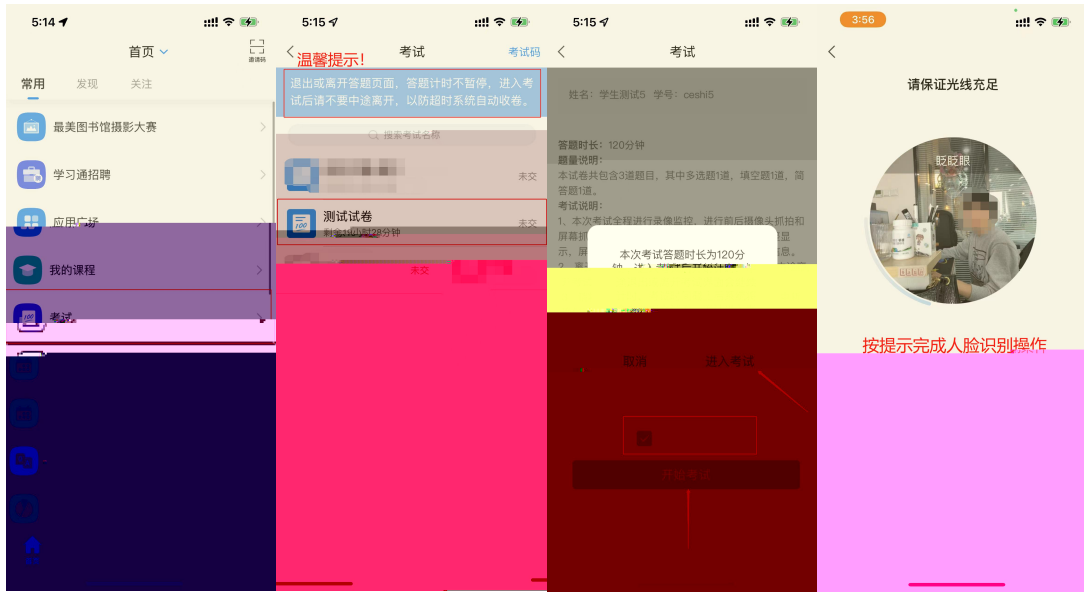 5:14
首页
邀请码
常用
发现
关注
最美图书馆摄影大赛
学习通招聘
应用广场
我的课程
考试
5:15
考试
考试码
温馨提示!
退出或离开答题页面，答题计时不暂停，进入考
试后请不要中途离开，以防超时系统自动收卷。
搜索考试名称
未交
测试试卷
剩余119小时28分钟
未交
未交
5:15
考试
姓名：学生测试5 学号：ceshi5
答题时长：120分钟
题量说明：
本试卷共包含3道题目，其中多选题1道，填空题1道，简
答题1道。
考试说明：
1、本次考试全程进行录像监控，进行前后摄像头抓拍和
本次考试答题时长为120分
取消
进入考试
开始考试
3:56
请保证光线充足
眨眨眼
按提示完成人脸识别操作